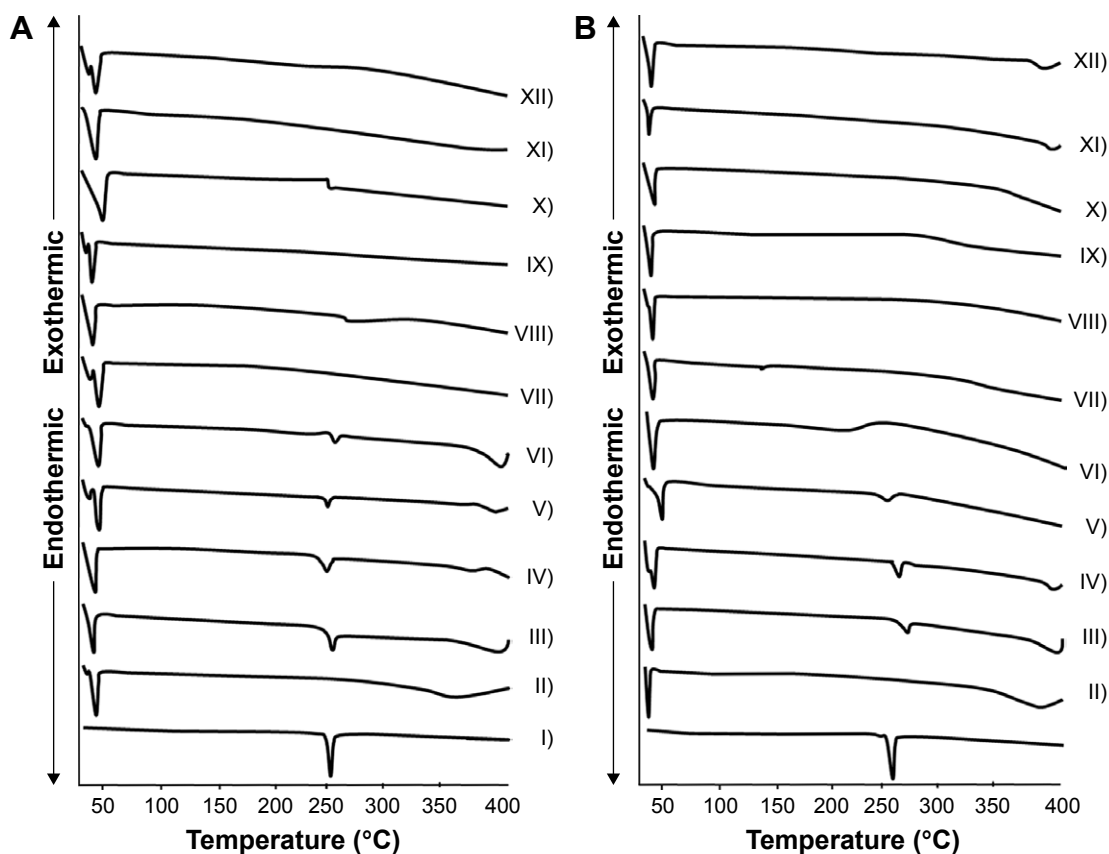 A
Exothermic
Endothermic
XII)
XI)
X)
IX)
VIII)
VII)
VI)
V)
IV)
III)
II)
I)
50 100 150 200 250 300 350 400
Temperature (°C)
B
Exothermic
Endothermic
XII)
XI)
X)
IX)
VIII)
VII)
VI)
V)
IV)
III)
II)
50 100 150 200 250 300 350 400
Temperature (°C)